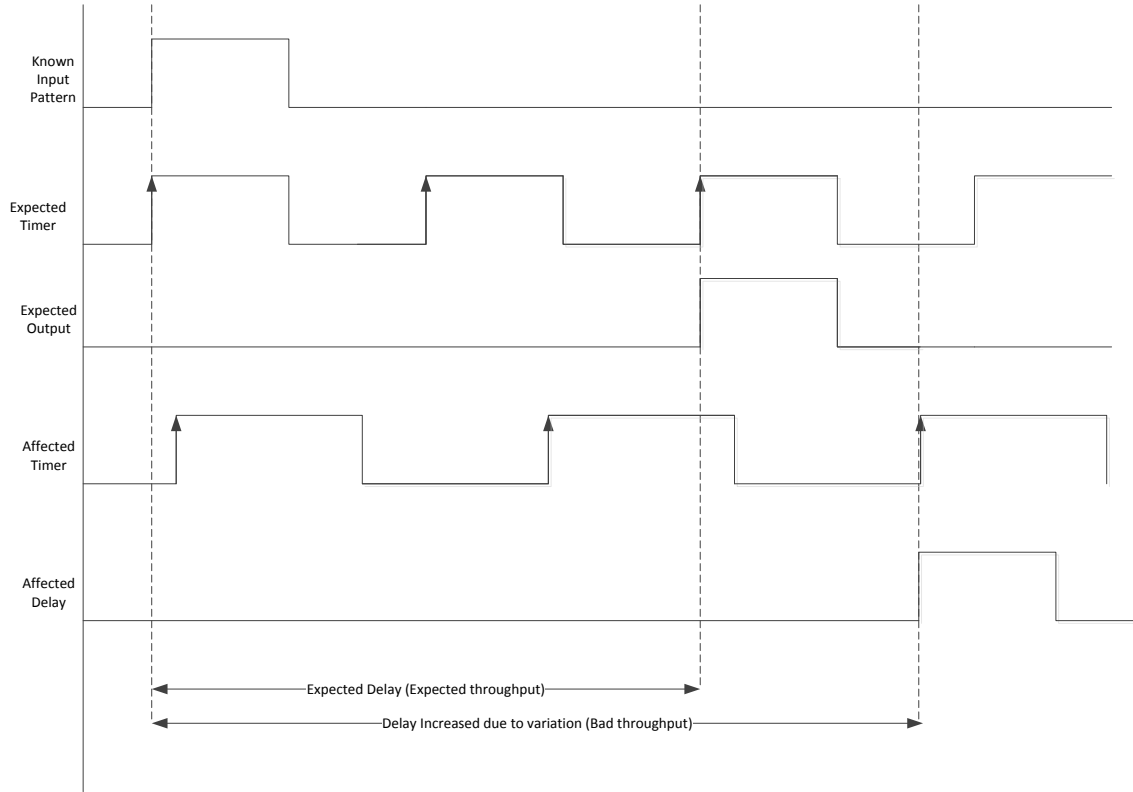 Known
Input
Pattern
Expected
Timer
Expected
Output
Affected
Timer
Affected
Delay
Expected Delay (Expected throughput)
Delay Increased due to variation (Bad throughput)